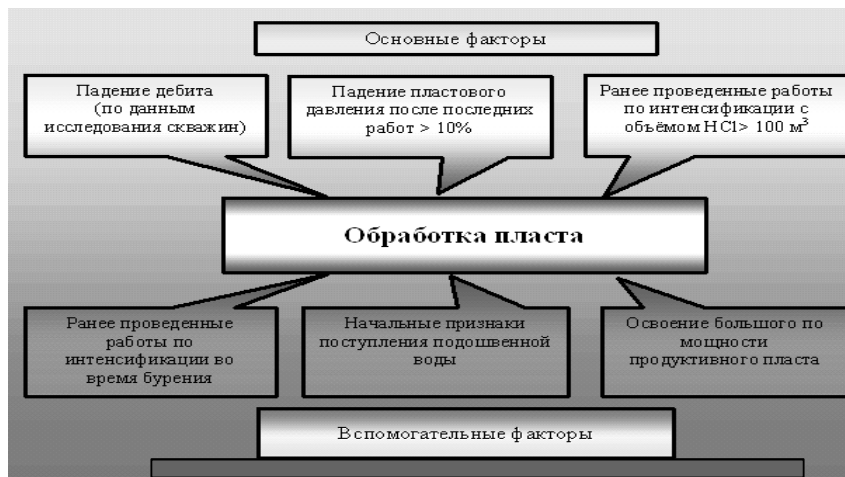 Основные факторы
Падение дебита
(по данным
исследования скважин)
Падение пластового
давления после последних
работ > 10%
Ранее проведенные работы
по интенсификации с
объёмом HCl> 100 м³
Обработка пласта
Ранее проведенные
работы по
интенсификации во
время бурения
Начальные признаки
поступления подошвенной
воды
Освоение большого по
мощности
продуктивного пласта
Вспомогательные факторы